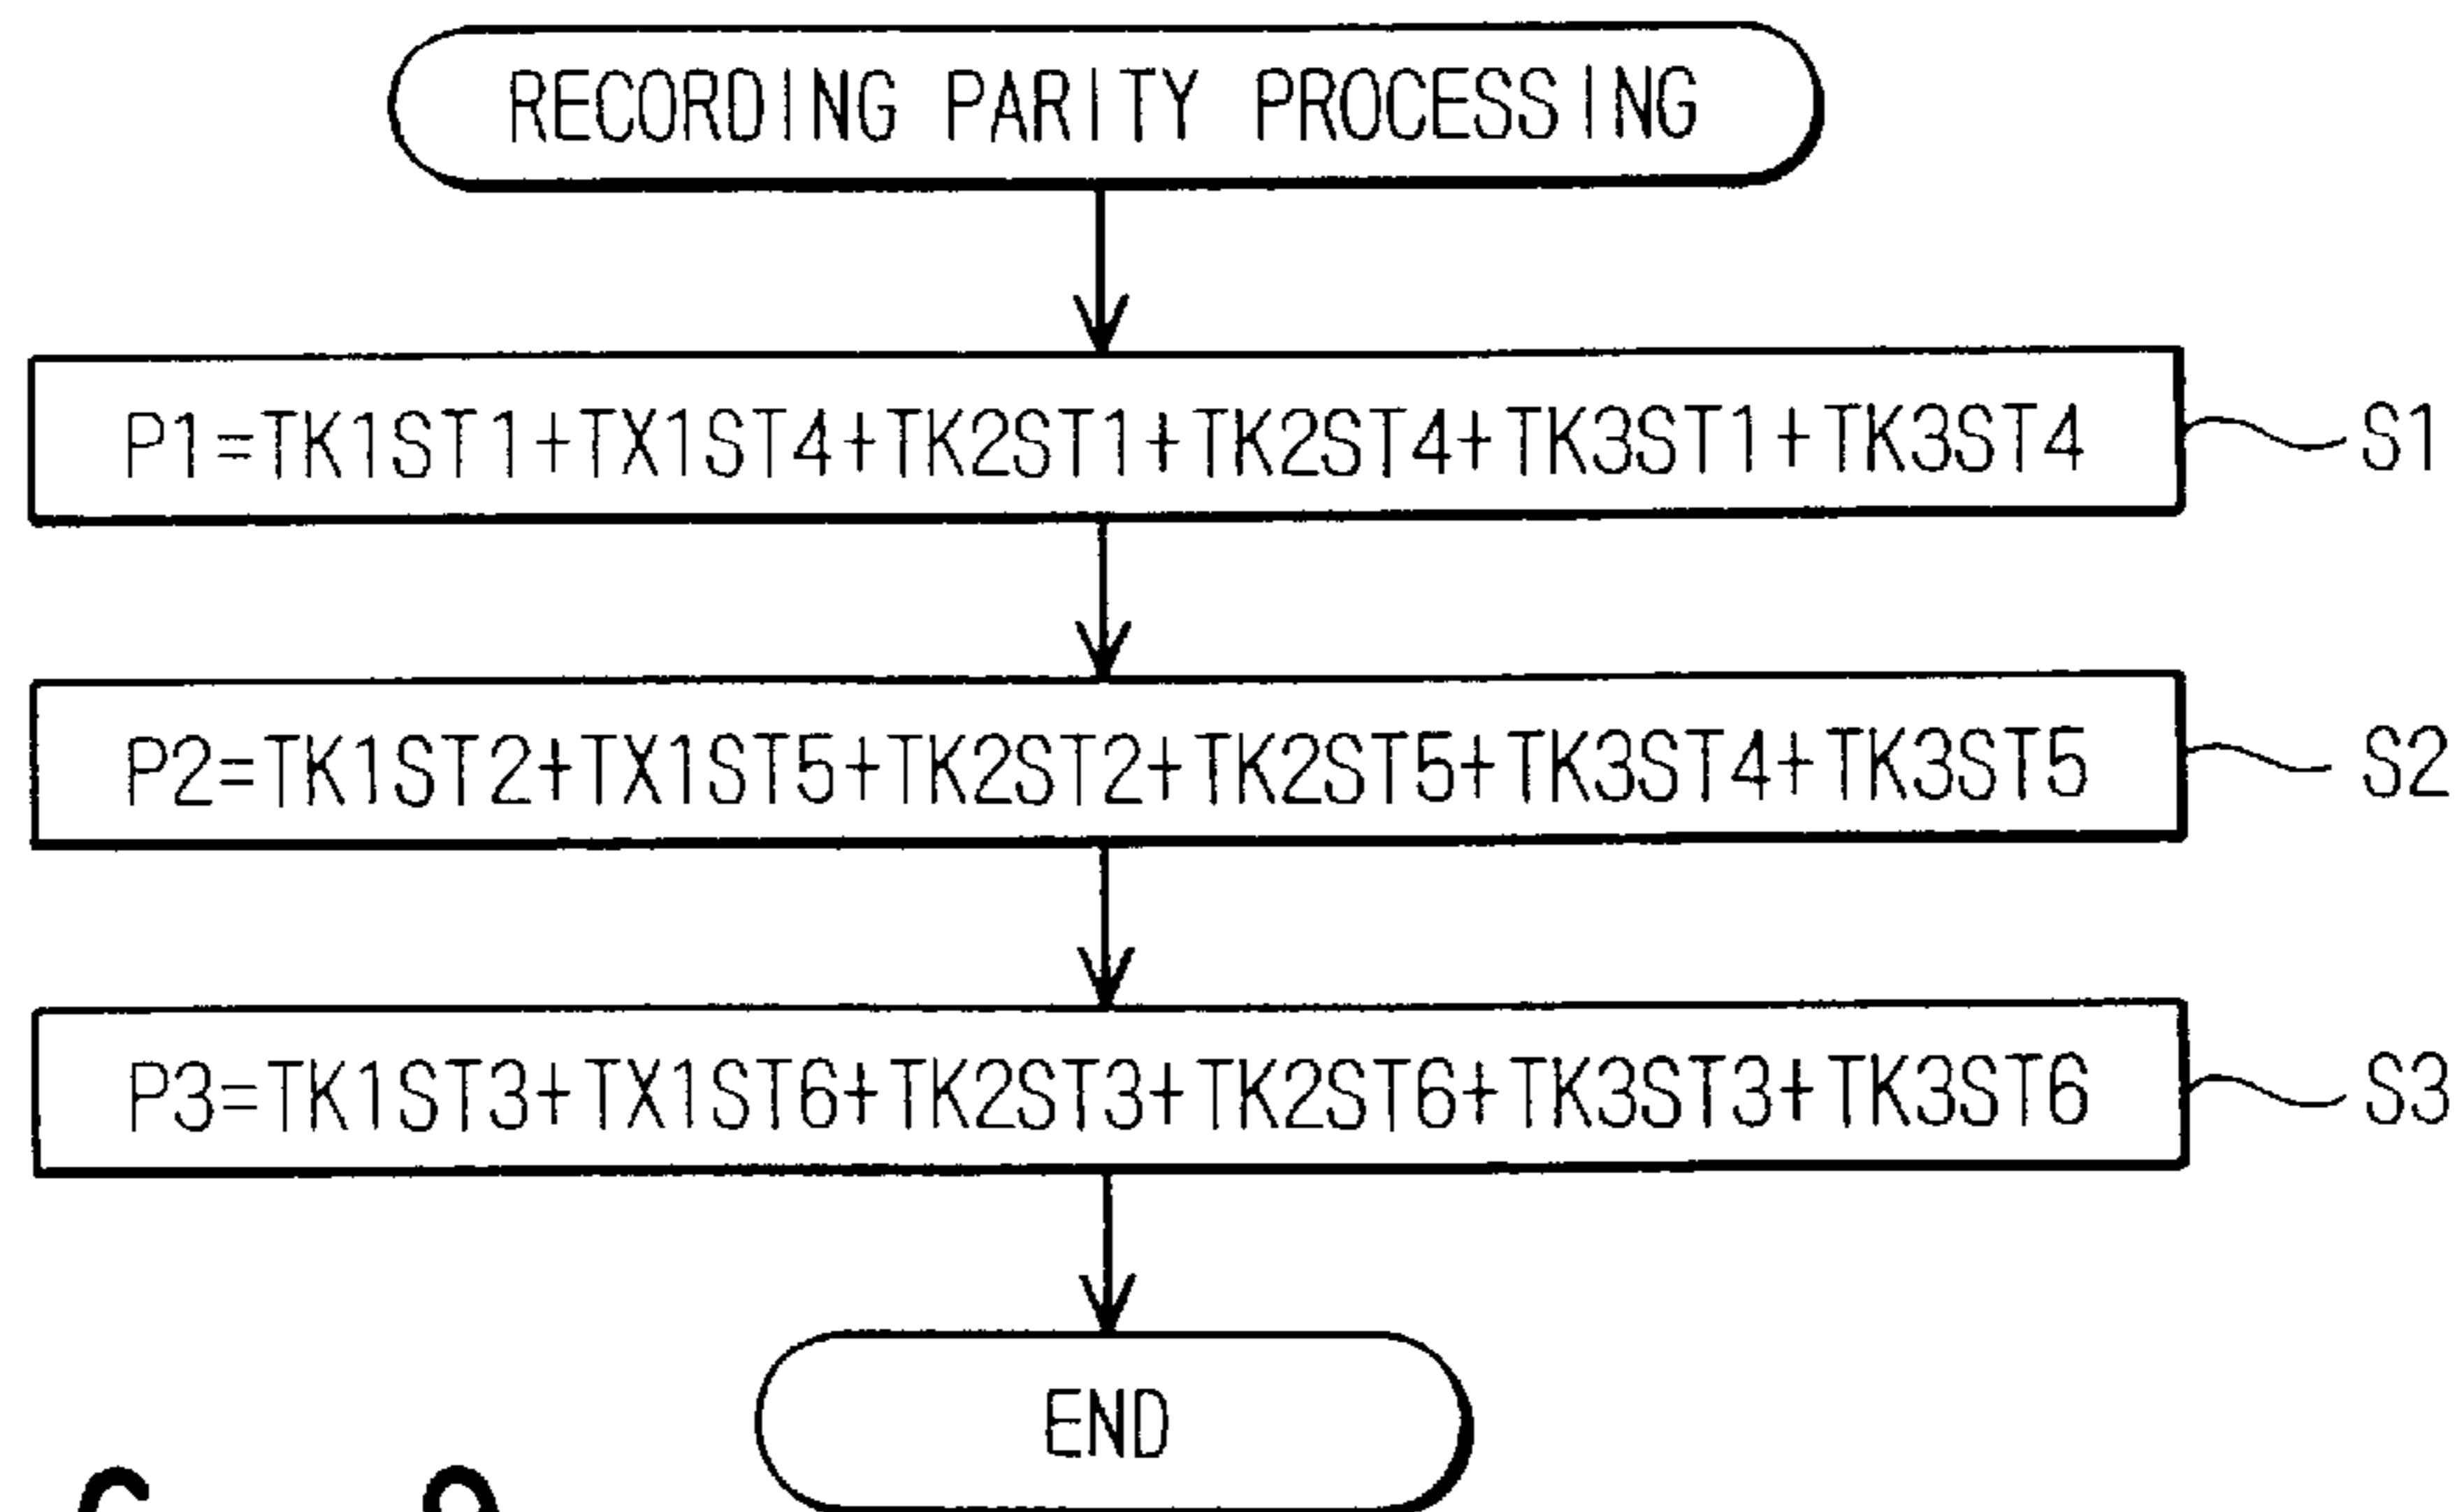 RECORDING PARITY PROCESSING
P1=TK1ST1+TX1ST4+TK2ST1+TK2ST4+TK3ST1+TK3ST4
S1
P2=TK1ST2+TX1ST5+TK2ST2+TK2ST5+TK3ST4+TK3ST5
S2
P3=TK1ST3+TX1ST6+TK2ST3+TK2ST6+TK3ST3+TK3ST6
S3
END